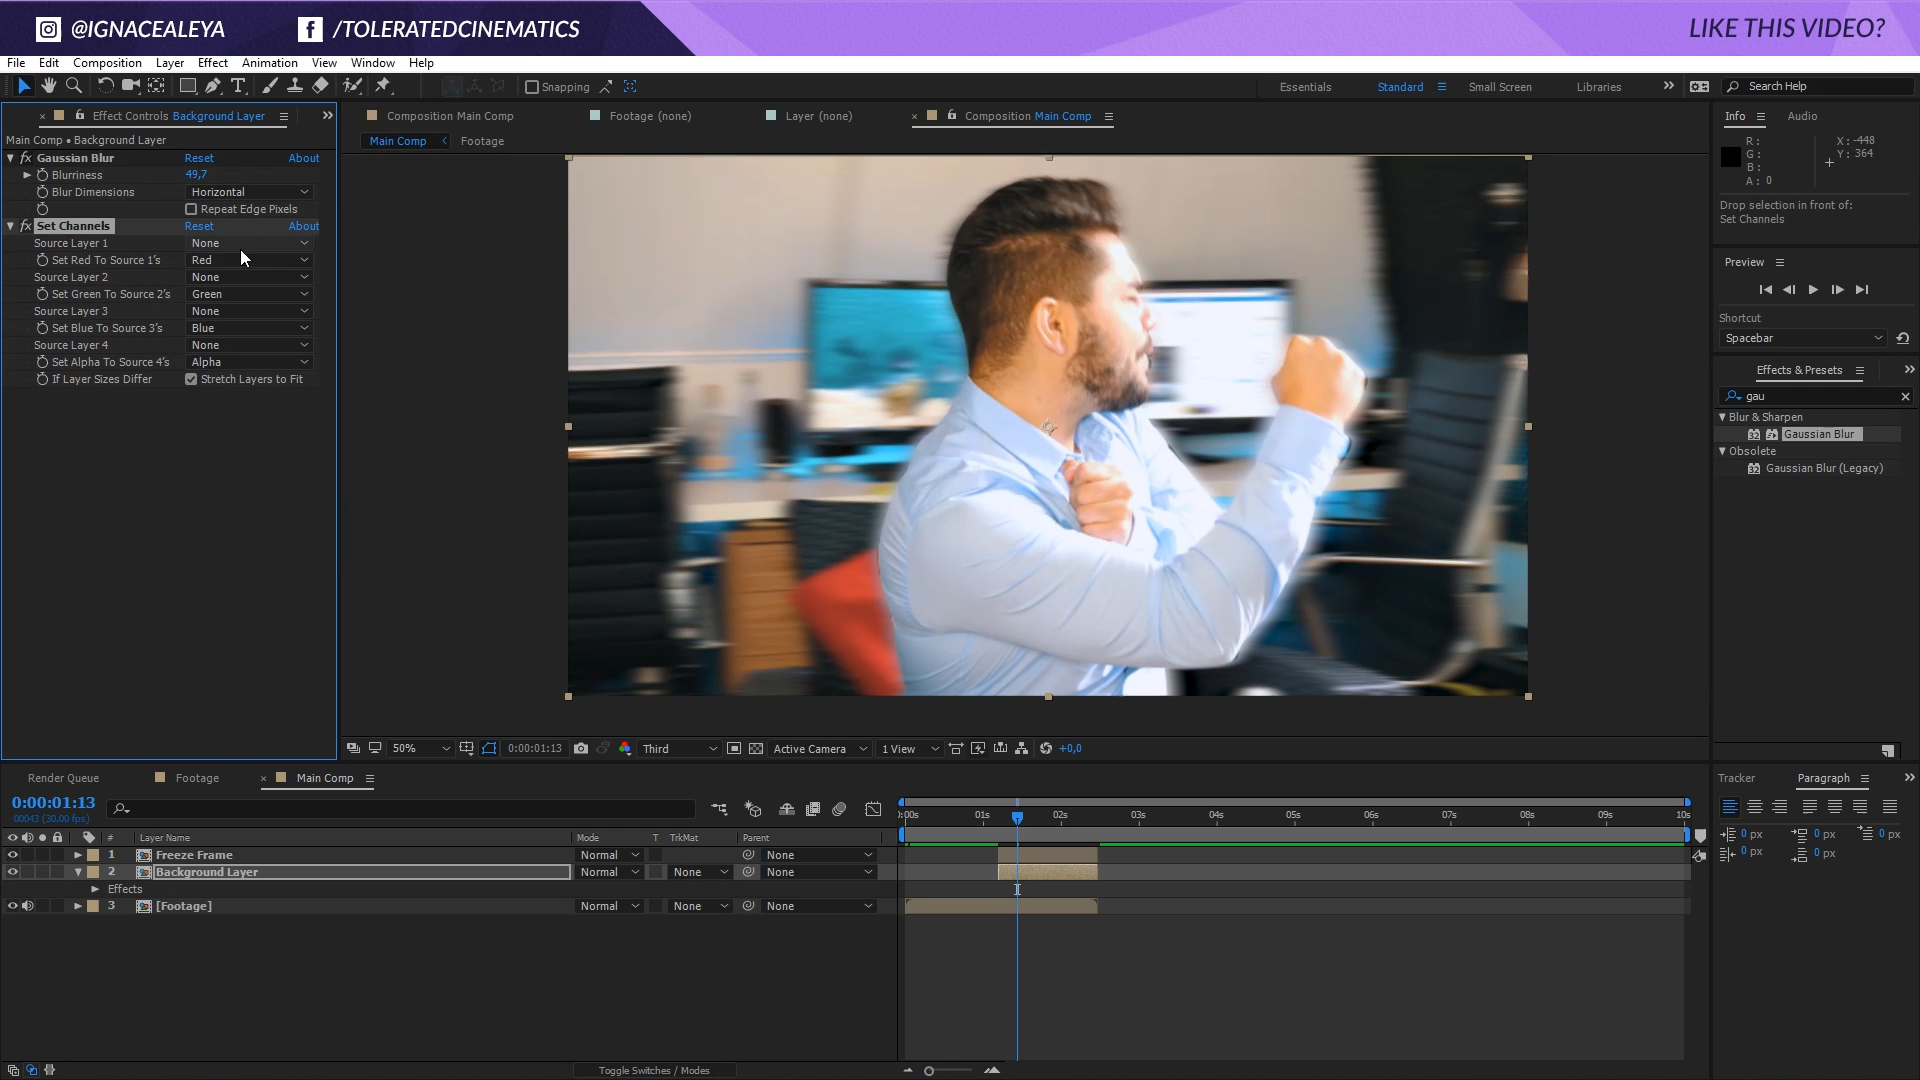 @IGNACEALEYA
/TOLERATEDCINEMATICS
LIKE THIS VIDEO?
File Edit Composition Layer Effect Animation View Window Help
Snapping
Essentials Standard Small Screen Libraries
Search Help
Effect Controls Background Layer
Main Comp • Background Layer
Gaussian Blur Reset About
Blurriness 49,7
Blur Dimensions Horizontal
Repeat Edge Pixels
Set Channels Reset About
Source Layer 1 None
Set Red To Source 1's Red
Source Layer 2 None
Set Green To Source 2's Green
Source Layer 3 None
Set Blue To Source 3's Blue
Source Layer 4 None
Set Alpha To Source 4's Alpha
If Layer Sizes Differ Stretch Layers to Fit
Composition Main Comp Footage (none) Layer (none) Composition Main Comp
Main Comp Footage
50% 0:00:01:13 Third Active Camera 1 View +0,0
Info Audio
R: X: -448
G: Y: 364
B:
A: 0
Drop selection in front of:
Set Channels
Preview
Shortcut
Spacebar
Effects & Presets
gau
Blur & Sharpen
32 Gaussian Blur
Obsolete
32 Gaussian Blur (Legacy)
Render Queue Footage Main Comp
0:00:01:13
00043 (30.00 fps)
# Layer Name Mode T TrkMat Parent
1 Freeze Frame Normal None
2 Background Layer Normal None None
Effects
3 [Footage] Normal None None
:00s 01s 02s 03s 04s 05s 06s 07s 08s 09s 10s
Toggle Switches / Modes
Tracker Paragraph
0 px 0 px 0 px
0 px 0 px